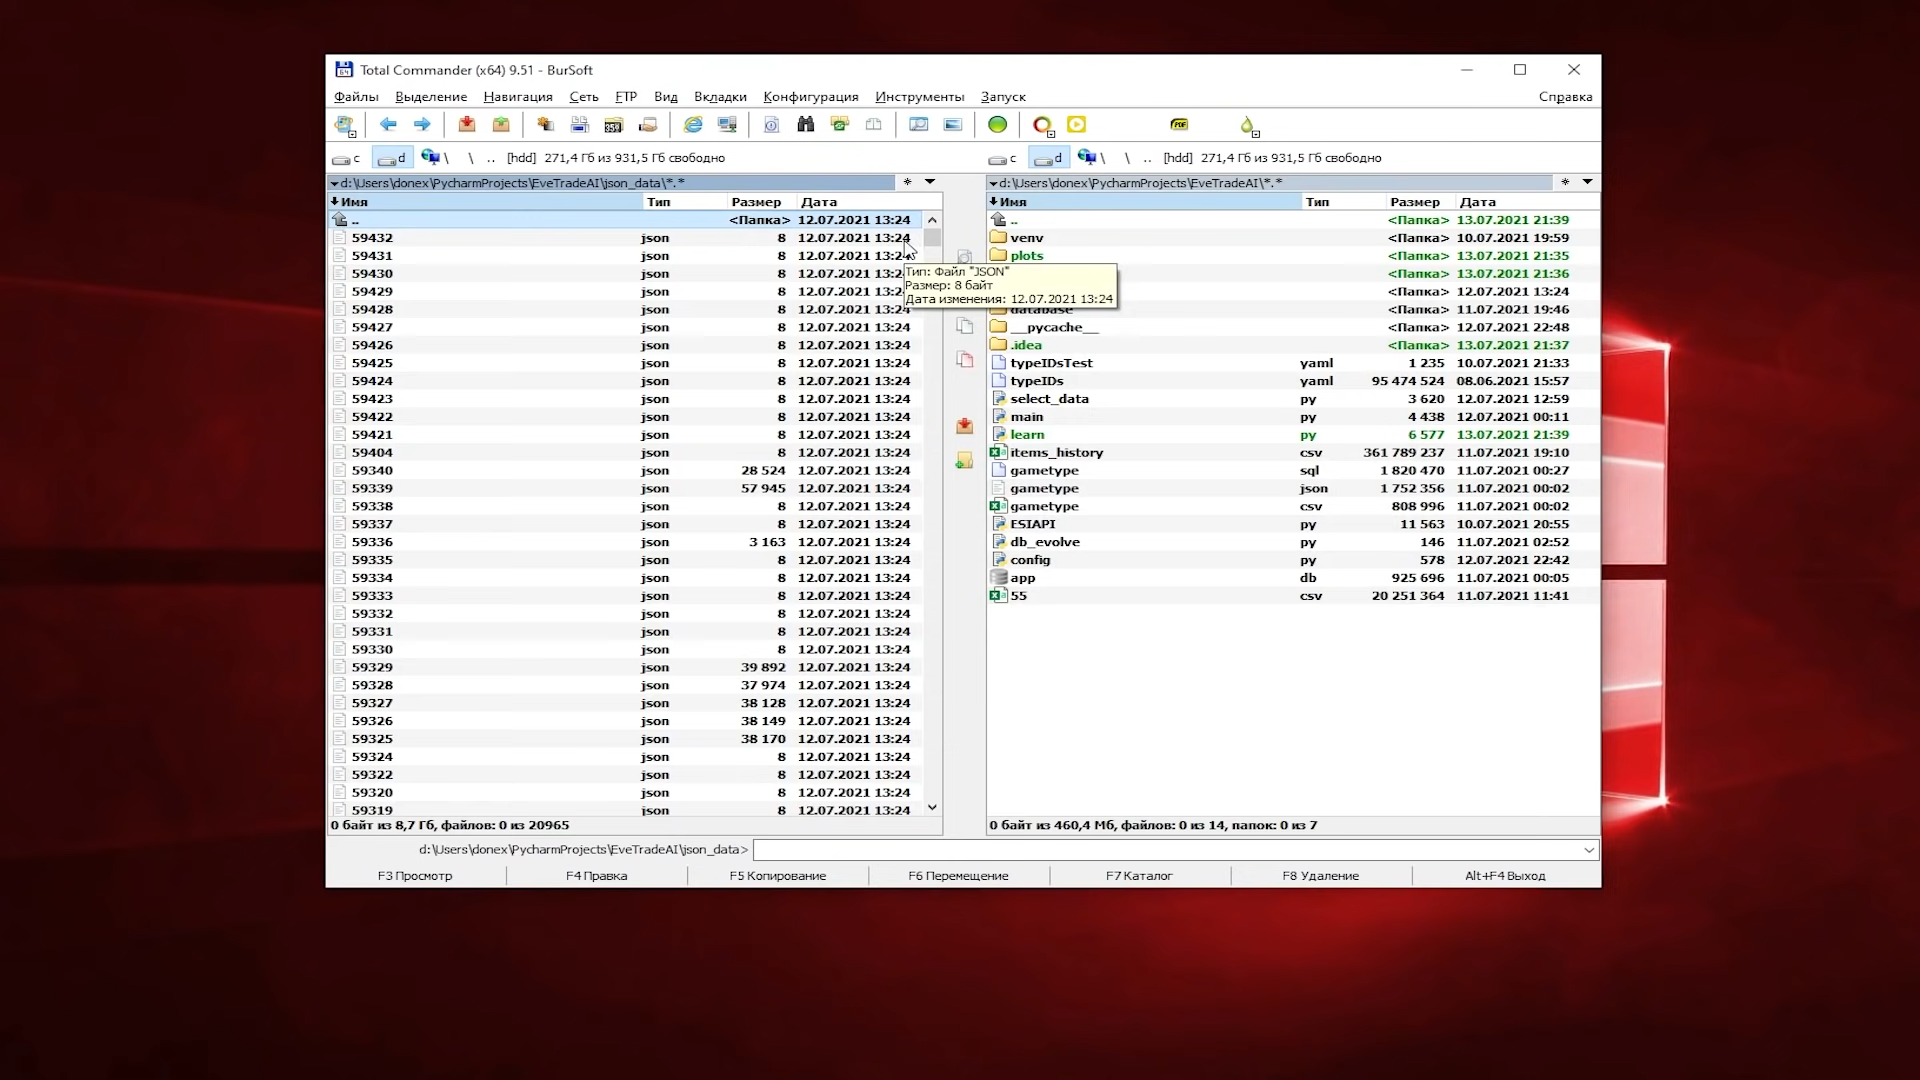 Total Commander (x64) 9.51 - BurSoft
Файлы Выделение Навигация Сеть FTP Вид Вкладки Конфигурация Инструменты Запуск Справка
c d \ \ .. [hdd] 271,4 Гб из 931,5 Гб свободно
d:\Users\donex\PycharmProjects\EveTradeAI\json_data\*.* *
Имя Тип Размер Дата
.. <Папка> 12.07.2021 13:24
59432 json 8 12.07.2021 13:24
59431 json 8 12.07.2021 13:24
59430 json 8 12.07.2021 13:2
59429 json 8 12.07.2021 13:2
59428 json 8 12.07.2021 13:24
59427 json 8 12.07.2021 13:24
59426 json 8 12.07.2021 13:24
59425 json 8 12.07.2021 13:24
59424 json 8 12.07.2021 13:24
59423 json 8 12.07.2021 13:24
59422 json 8 12.07.2021 13:24
59421 json 8 12.07.2021 13:24
59404 json 8 12.07.2021 13:24
59340 json 28 524 12.07.2021 13:24
59339 json 57 945 12.07.2021 13:24
59338 json 8 12.07.2021 13:24
59337 json 8 12.07.2021 13:24
59336 json 3 163 12.07.2021 13:24
59335 json 8 12.07.2021 13:24
59334 json 8 12.07.2021 13:24
59333 json 8 12.07.2021 13:24
59332 json 8 12.07.2021 13:24
59331 json 8 12.07.2021 13:24
59330 json 8 12.07.2021 13:24
59329 json 39 892 12.07.2021 13:24
59328 json 37 974 12.07.2021 13:24
59327 json 38 128 12.07.2021 13:24
59326 json 38 149 12.07.2021 13:24
59325 json 38 170 12.07.2021 13:24
59324 json 8 12.07.2021 13:24
59322 json 8 12.07.2021 13:24
59320 json 8 12.07.2021 13:24
59319 json 8 12.07.2021 13:24
0 байт из 8,7 Гб, файлов: 0 из 20965
Тип: Файл "JSON"
Размер: 8 байт
Дата изменения: 12.07.2021 13:24
c d \ \ .. [hdd] 271,4 Гб из 931,5 Гб свободно
d:\Users\donex\PycharmProjects\EveTradeAI\*.* *
Имя Тип Размер Дата
.. <Папка> 13.07.2021 21:39
venv <Папка> 10.07.2021 19:59
plots <Папка> 13.07.2021 21:35
<Папка> 13.07.2021 21:36
<Папка> 12.07.2021 13:24
database <Папка> 11.07.2021 19:46
__pycache__ <Папка> 12.07.2021 22:48
.idea <Папка> 13.07.2021 21:37
typeIDsTest yaml 1 235 10.07.2021 21:33
typeIDs yaml 95 474 524 08.06.2021 15:57
select_data py 3 620 12.07.2021 12:59
main py 4 438 12.07.2021 00:11
learn py 6 577 13.07.2021 21:39
items_history csv 361 789 237 11.07.2021 19:10
gametype sql 1 820 470 11.07.2021 00:27
gametype json 1 752 356 11.07.2021 00:02
gametype csv 808 996 11.07.2021 00:02
ESIAPI py 11 563 10.07.2021 20:55
db_evolve py 146 11.07.2021 02:52
config py 578 12.07.2021 22:42
app db 925 696 11.07.2021 00:05
55 csv 20 251 364 11.07.2021 11:41
0 байт из 460,4 Мб, файлов: 0 из 14, папок: 0 из 7
d:\Users\donex\PycharmProjects\EveTradeAI\json_data>
F3 Просмотр F4 Правка F5 Копирование F6 Перемещение F7 Каталог F8 Удаление Alt+F4 Выход